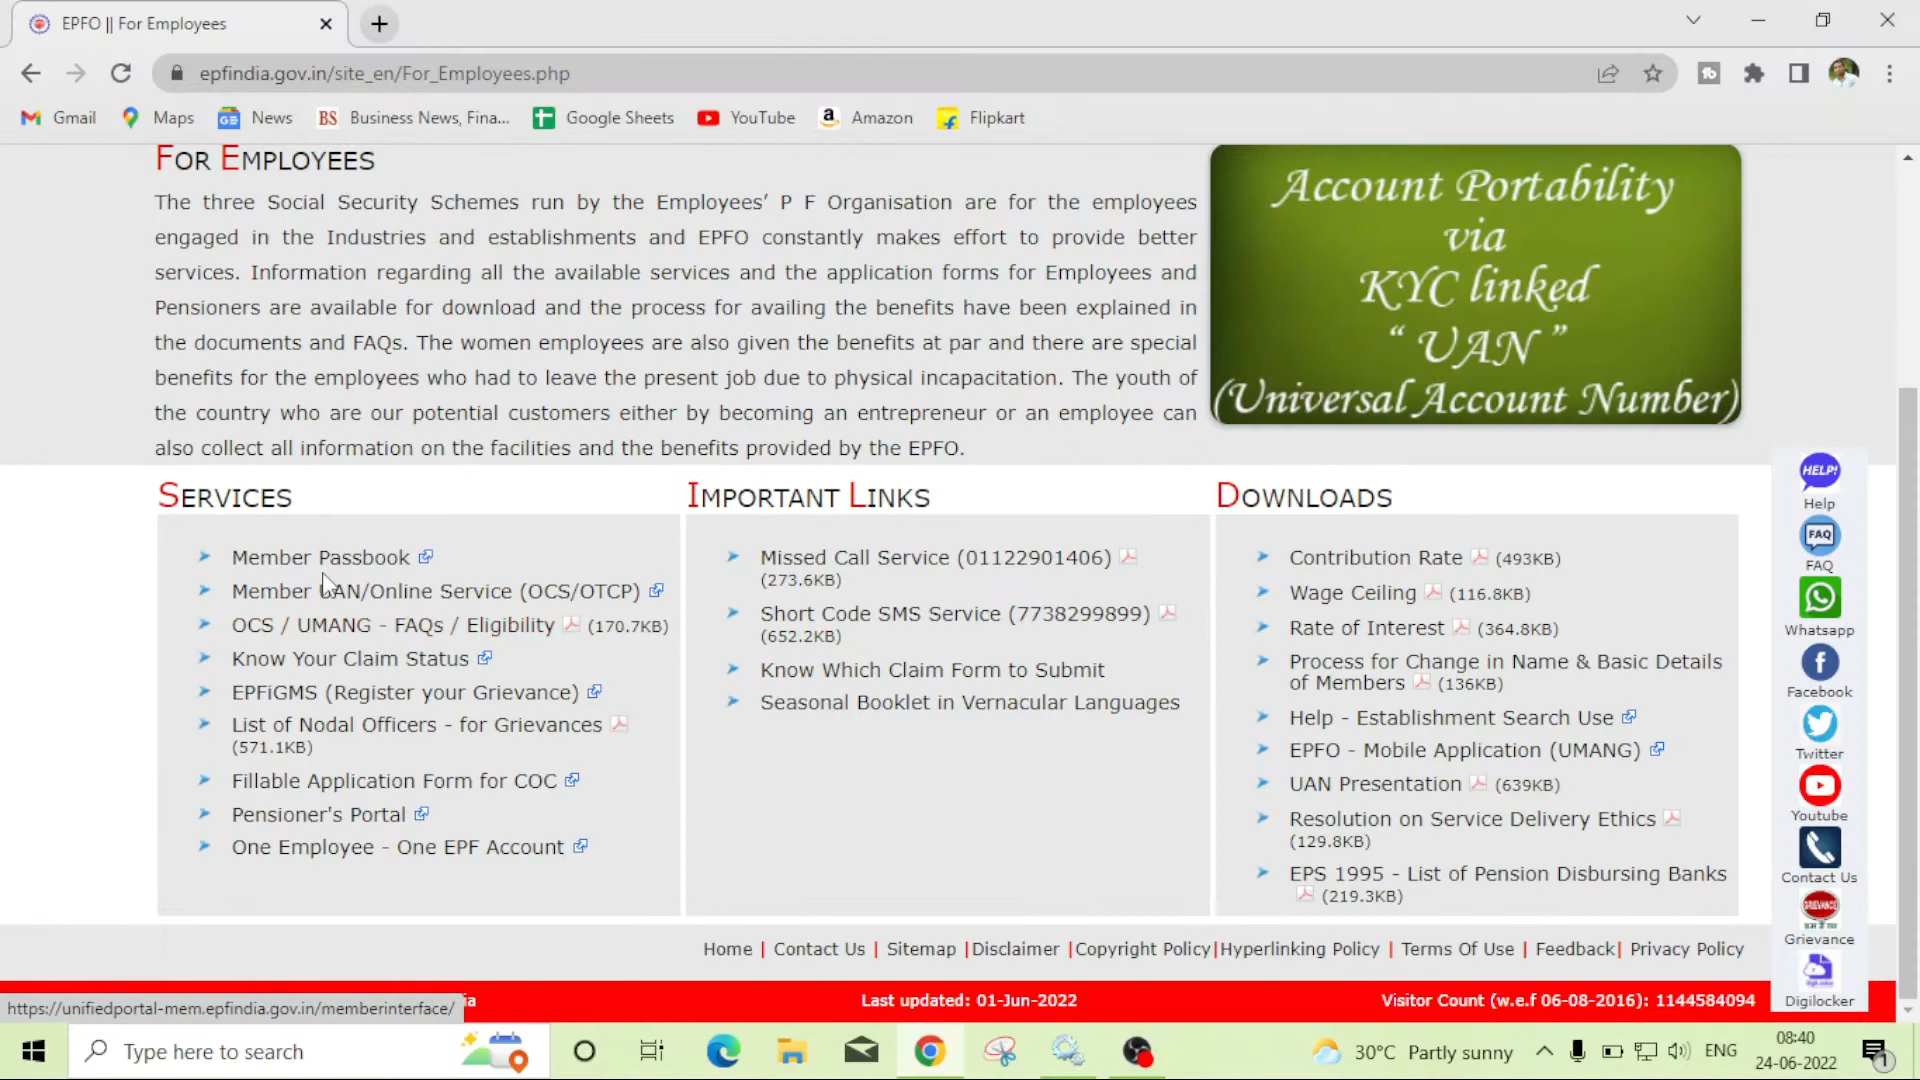 EPFO || For Employees
epfindia.gov.in/site_en/For_Employees.php
Gmail
Maps
News
BS Business News, Fina...
Google Sheets
YouTube
Amazon
Flipkart
FOR EMPLOYEES
The three Social Security Schemes run by the Employees’ P F Organisation are for the employees
engaged in the Industries and establishments and EPFO constantly makes effort to provide better
services. Information regarding all the available services and the application forms for Employees and
Pensioners are available for download and the process for availing the benefits have been explained in
the documents and FAQs. The women employees are also given the benefits at par and there are special
benefits for the employees who had to leave the present job due to physical incapacitation. The youth of
the country who are our potential customers either by becoming an entrepreneur or an employee can
also collect all information on the facilities and the benefits provided by the EPFO.
Account Portability
via
KYC linked
“ UAN ”
(Universal Account Number)
SERVICES
Member Passbook
Member UAN/Online Service (OCS/OTCP)
OCS / UMANG - FAQs / Eligibility (170.7KB)
Know Your Claim Status
EPFiGMS (Register your Grievance)
List of Nodal Officers - for Grievances
(571.1KB)
Fillable Application Form for COC
Pensioner's Portal
One Employee - One EPF Account
IMPORTANT LINKS
Missed Call Service (01122901406)
(273.6KB)
Short Code SMS Service (7738299899)
(652.2KB)
Know Which Claim Form to Submit
Seasonal Booklet in Vernacular Languages
DOWNLOADS
Contribution Rate (493KB)
Wage Ceiling (116.8KB)
Rate of Interest (364.8KB)
Process for Change in Name & Basic Details
of Members (136KB)
Help - Establishment Search Use
EPFO - Mobile Application (UMANG)
UAN Presentation (639KB)
Resolution on Service Delivery Ethics
(129.8KB)
EPS 1995 - List of Pension Disbursing Banks
(219.3KB)
HELP!
Help
FAQ
FAQ
Whatsapp
Facebook
Twitter
Youtube
Contact Us
GRIEVANCE
Grievance
Digilocker
Home | Contact Us | Sitemap |Disclaimer |Copyright Policy|Hyperlinking Policy | Terms Of Use | Feedback| Privacy Policy
https://unifiedportal-mem.epfindia.gov.in/memberinterface/ ia
Last updated: 01-Jun-2022
Visitor Count (w.e.f 06-08-2016): 1144584094
Type here to search
30°C Partly sunny
ENG
08:40
24-06-2022
1